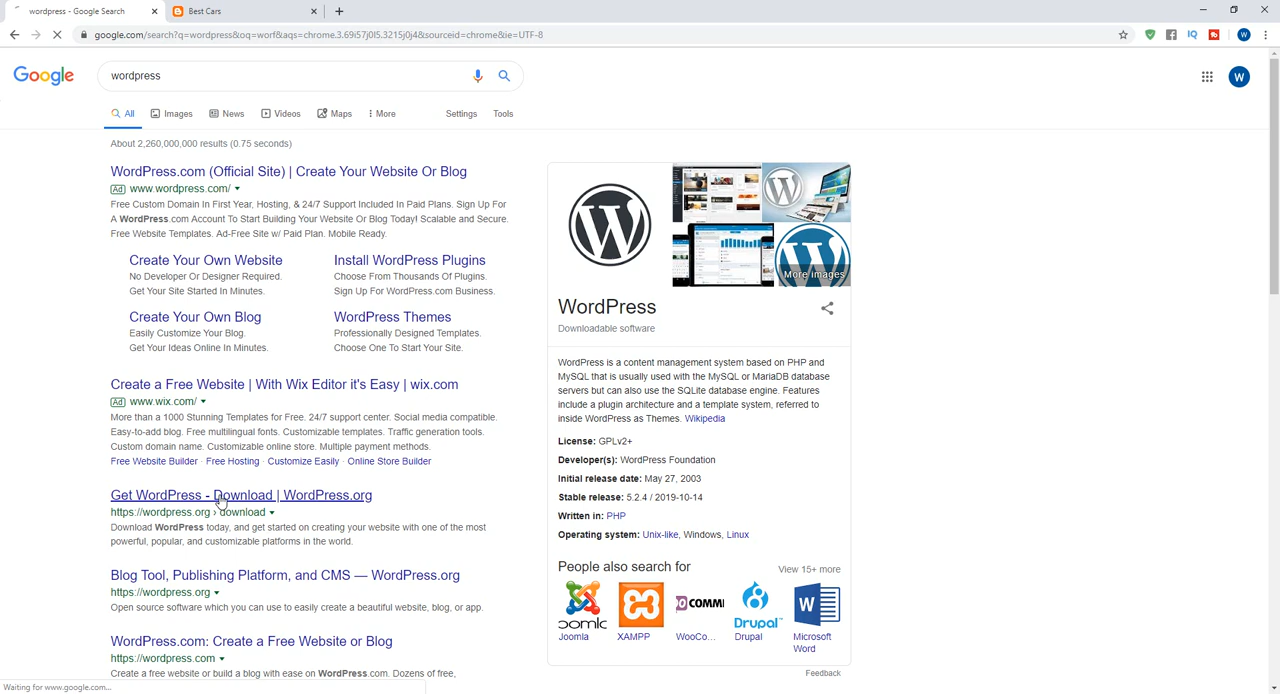 wordpress - Google Search
Best Cars
google.com/search?q=wordpress&oq=worf&aqs=chrome.3.69i57j0l5.3215j0j4&sourceid=chrome&ie=UTF-8
IQ
W
Google
wordpress
W
All
Images
News
Videos
Maps
More
Settings
Tools
About 2,260,000,000 results (0.75 seconds)
WordPress.com (Official Site) | Create Your Website Or Blog
Ad www.wordpress.com/
Free Custom Domain In First Year, Hosting, & 24/7 Support Included In Paid Plans. Sign Up For
A WordPress.com Account To Start Building Your Website Or Blog Today! Scalable and Secure.
Free Website Templates. Ad-Free Site w/ Paid Plan. Mobile Ready.
Create Your Own Website
No Developer Or Designer Required.
Get Your Site Started In Minutes.
Install WordPress Plugins
Choose From Thousands Of Plugins.
Sign Up For WordPress.com Business.
Create Your Own Blog
Easily Customize Your Blog.
Get Your Ideas Online In Minutes.
WordPress Themes
Professionally Designed Templates.
Choose One To Start Your Site.
Create a Free Website | With Wix Editor it's Easy | wix.com
Ad www.wix.com/
More than a 1000 Stunning Templates for Free. 24/7 support center. Social media compatible.
Easy-to-add blog. Free multilingual fonts. Customizable templates. Traffic generation tools.
Custom domain name. Customizable online store. Multiple payment methods.
Free Website Builder · Free Hosting · Customize Easily · Online Store Builder
Get WordPress - Download | WordPress.org
https://wordpress.org › download
Download WordPress today, and get started on creating your website with one of the most
powerful, popular, and customizable platforms in the world.
Blog Tool, Publishing Platform, and CMS — WordPress.org
https://wordpress.org
Open source software which you can use to easily create a beautiful website, blog, or app.
WordPress.com: Create a Free Website or Blog
https://wordpress.com
Create a free website or build a blog with ease on WordPress.com. Dozens of free,
Waiting for www.google.com...
More images
WordPress
Downloadable software
WordPress is a content management system based on PHP and
MySQL that is usually used with the MySQL or MariaDB database
servers but can also use the SQLite database engine. Features
include a plugin architecture and a template system, referred to
inside WordPress as Themes. Wikipedia
License: GPLv2+
Developer(s): WordPress Foundation
Initial release date: May 27, 2003
Stable release: 5.2.4 / 2019-10-14
Written in: PHP
Operating system: Unix-like, Windows, Linux
People also search for
View 15+ more
Joomla
XAMPP
WooCo...
Drupal
Microsoft
Word
Feedback